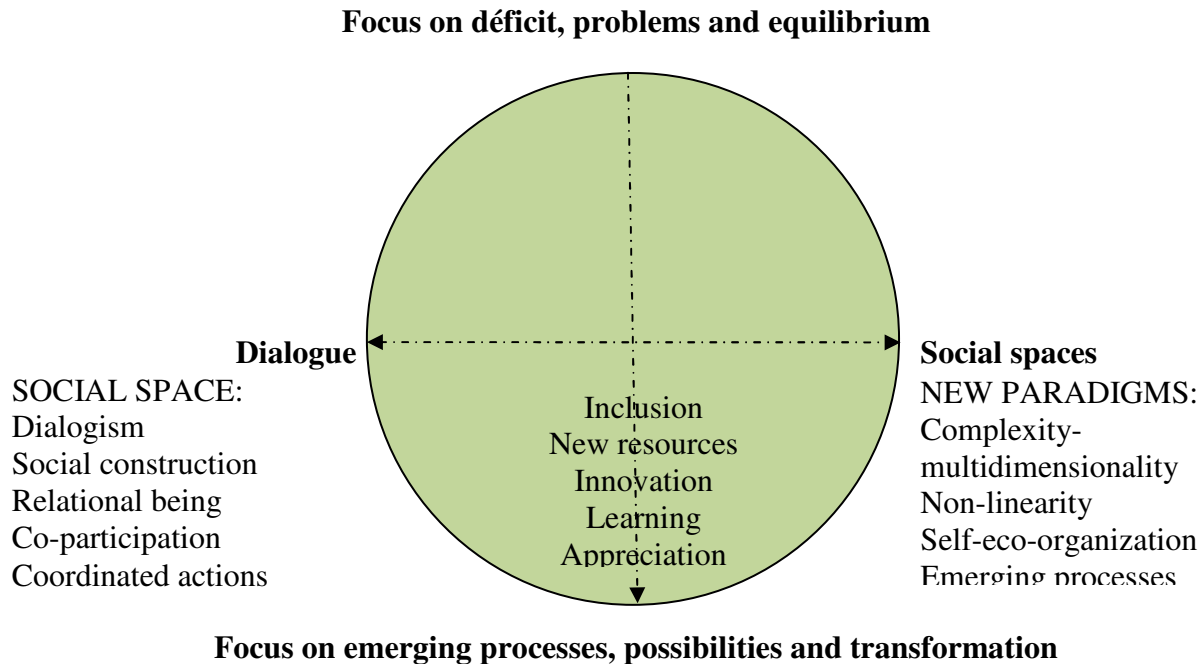 Focus on déficit, problems and equilibrium
Dialogue
SOCIAL SPACE:
Dialogism
Social construction
Relational being
Co-participation
Coordinated actions
Inclusion
New resources
Innovation
Learning
Appreciation
Social spaces
NEW PARADIGMS:
Complexity-
multidimensionality
Non-linearity
Self-eco-organization
Emerging processes
Focus on emerging processes, possibilities and transformation